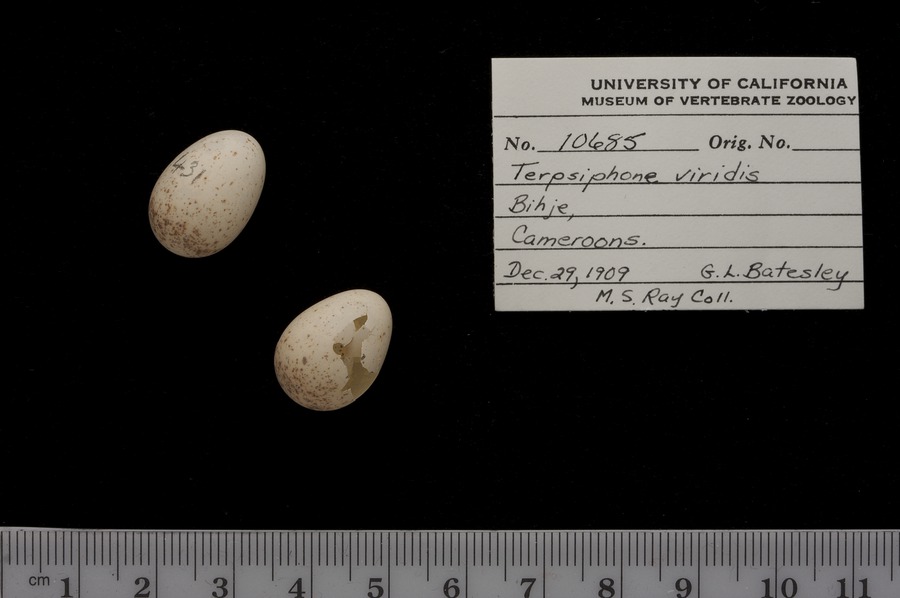 UNIVERSITY OF CALIFORNIA
MUSEUM OF VERTEBRATE ZOOLOGY
No. 10685 Orig. No.
Terpsiphone viridis
Bihje,
Cameroons.
Dec. 29, 1909 G. L. Batesley
M. S. Ray Coll.
431
cm 1 2 3 4 5 6 7 8 9 10 11